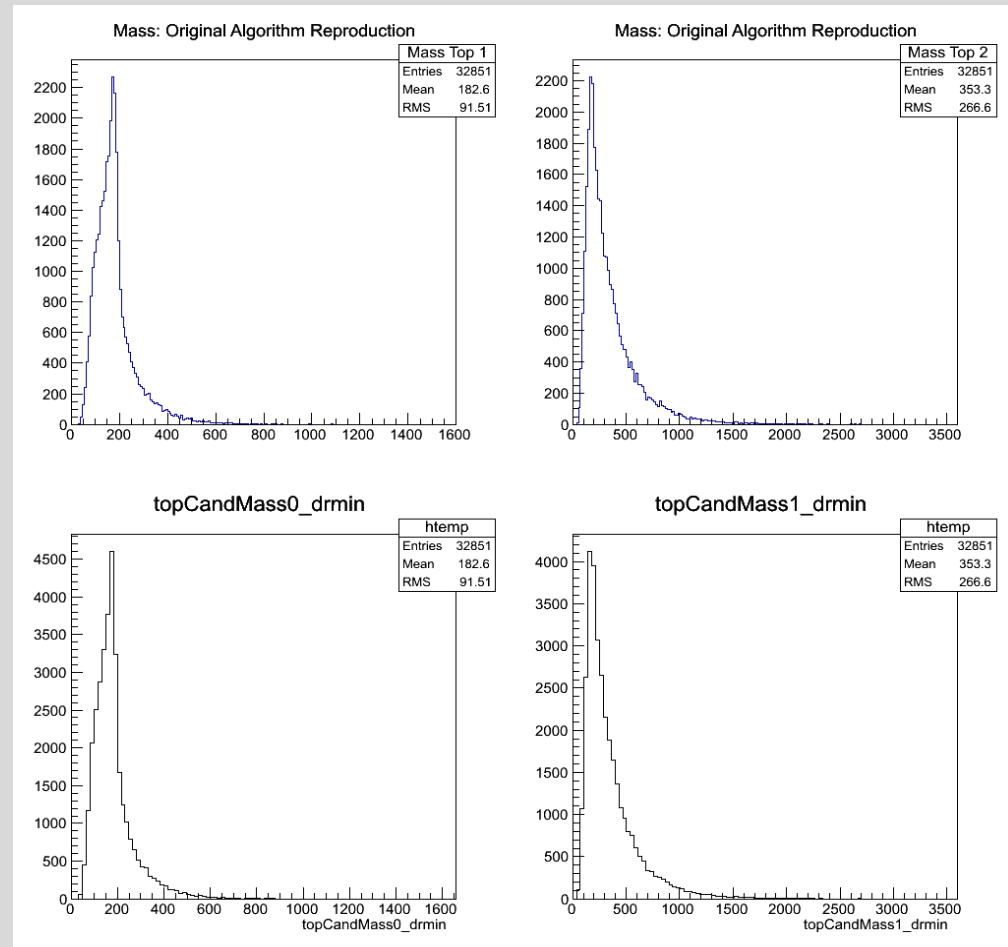 Mass: Original Algorithm Reproduction
Mass Top 1
Entries 32851
Mean 182.6
RMS 91.51
2200
2000
1800
1600
1400
1200
1000
800
600
400
200
0
0 200 400 600 800 1000 1200 1400 1600
Mass: Original Algorithm Reproduction
Mass Top 2
Entries 32851
Mean 353.3
RMS 266.6
2200
2000
1800
1600
1400
1200
1000
800
600
400
200
0
0 500 1000 1500 2000 2500 3000 3500
topCandMass0_drmin
htemp
Entries 32851
Mean 182.6
RMS 91.51
4500
4000
3500
3000
2500
2000
1500
1000
500
0
0 200 400 600 800 1000 1200 1400 1600
topCandMass0_drmin
topCandMass1_drmin
htemp
Entries 32851
Mean 353.3
RMS 266.6
4000
3500
3000
2500
2000
1500
1000
500
0
0 500 1000 1500 2000 2500 3000 3500
topCandMass1_drmin